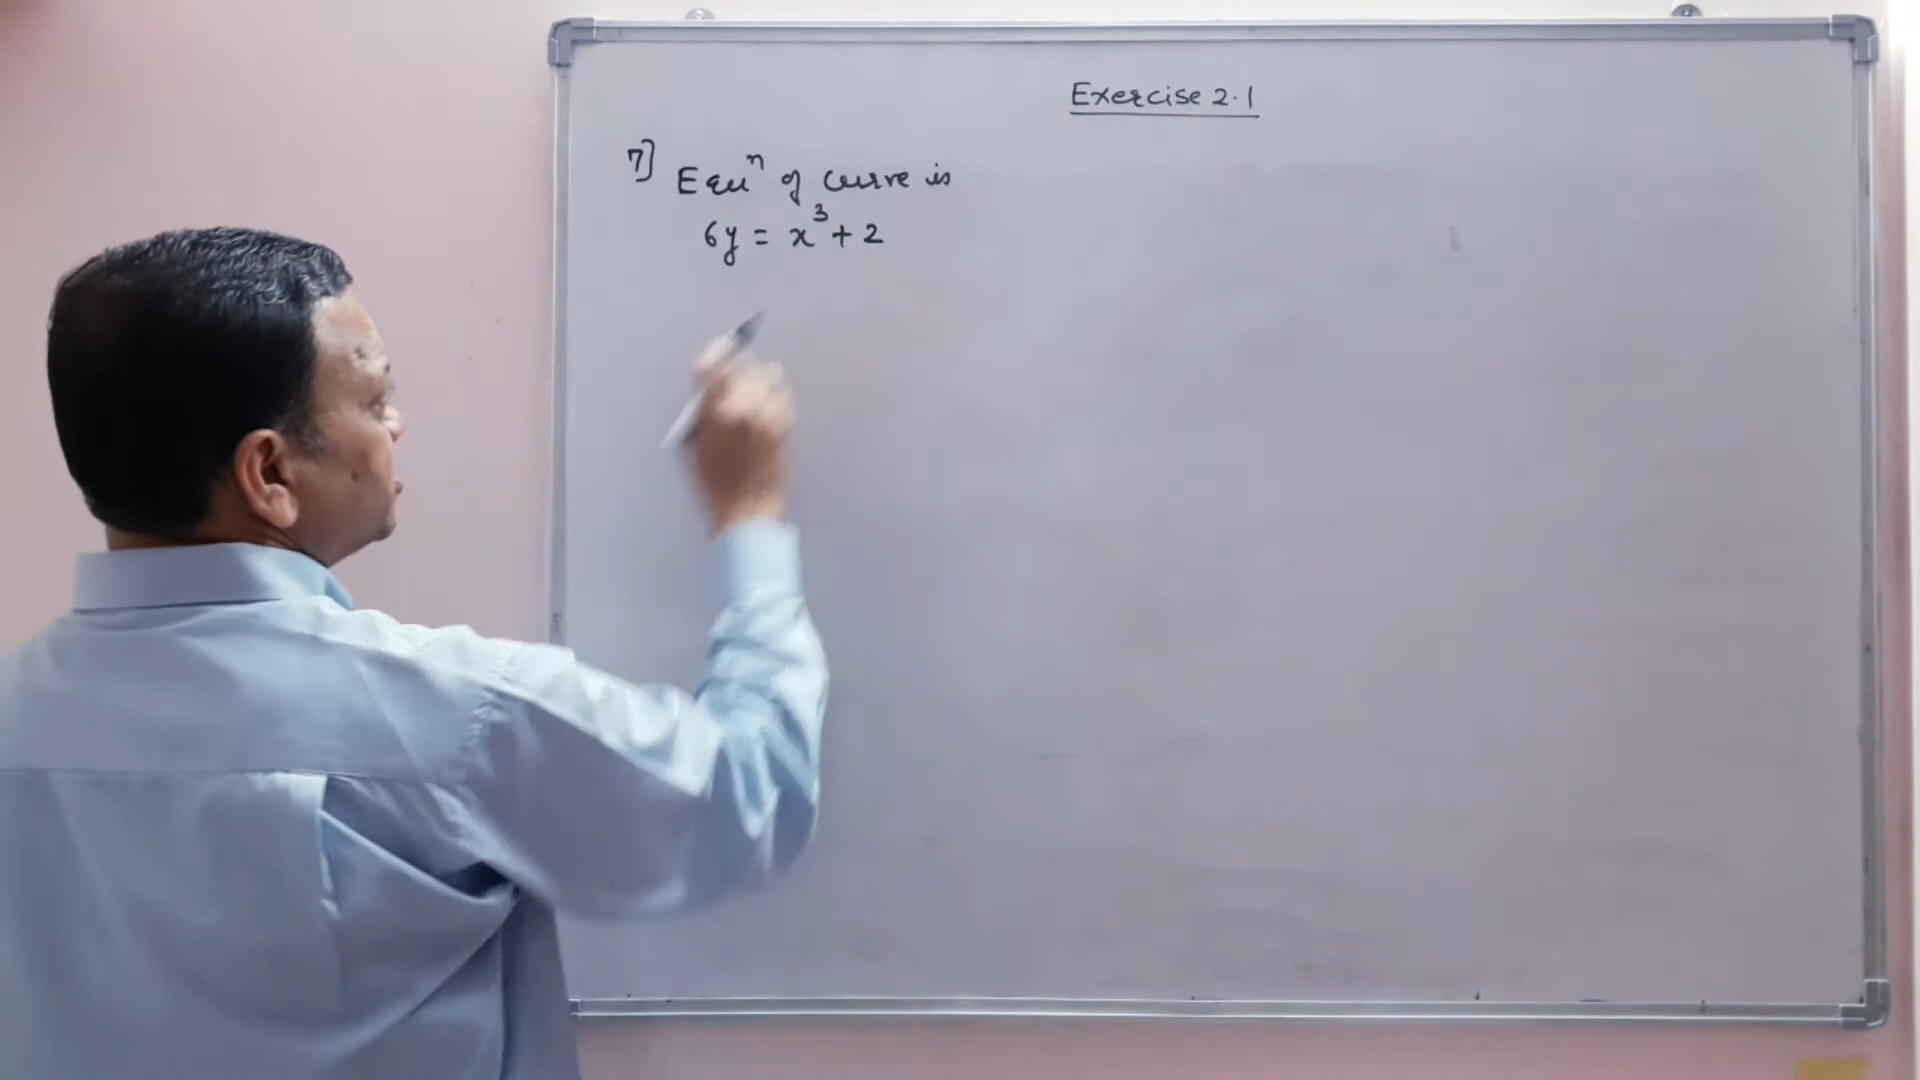 Exercise 2.1
7] Equⁿ of curve is
6y = x³ + 2